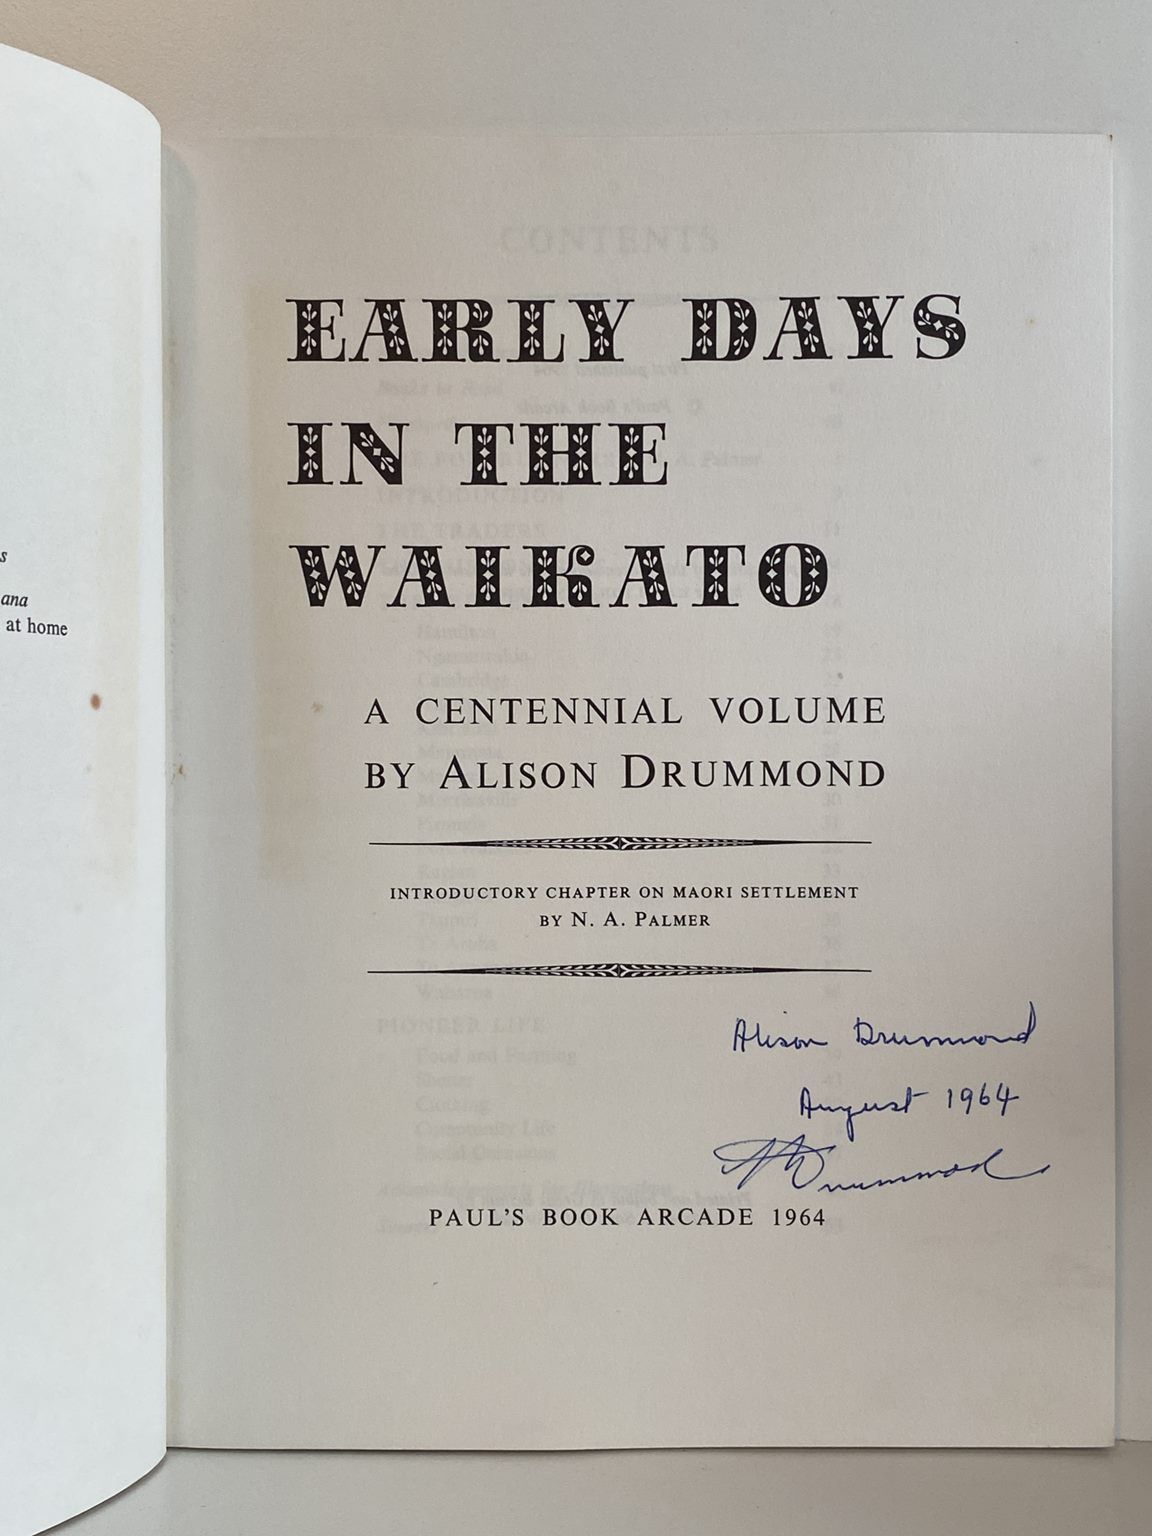 s
ana
at home
EARLY DAYS
IN THE
WAIKATO
A CENTENNIAL VOLUME
BY ALISON DRUMMOND
INTRODUCTORY CHAPTER ON MAORI SETTLEMENT
BY N. A. PALMER
Alison Drummond
August 1964
Drummond
PAUL'S BOOK ARCADE 1964